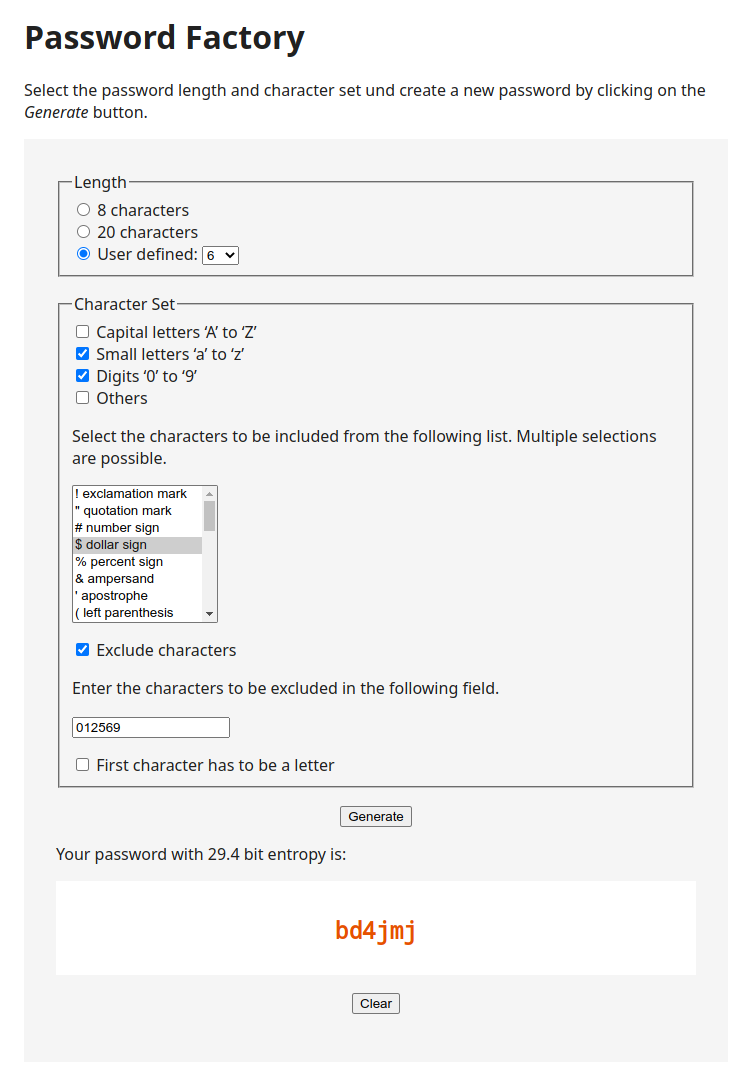 Password Factory
Select the password length and character set und create a new password by clicking on the
Generate button.
Length
8 characters
20 characters
User defined: 6
Character Set
Capital letters ‘A’ to ‘Z’
Small letters ‘a’ to ‘z’
Digits ‘0’ to ‘9’
Others
Select the characters to be included from the following list. Multiple selections
are possible.
! exclamation mark
" quotation mark
# number sign
$ dollar sign
% percent sign
& ampersand
' apostrophe
( left parenthesis
Exclude characters
Enter the characters to be excluded in the following field.
012569
First character has to be a letter
Generate
Your password with 29.4 bit entropy is:
bd4jmj
Clear